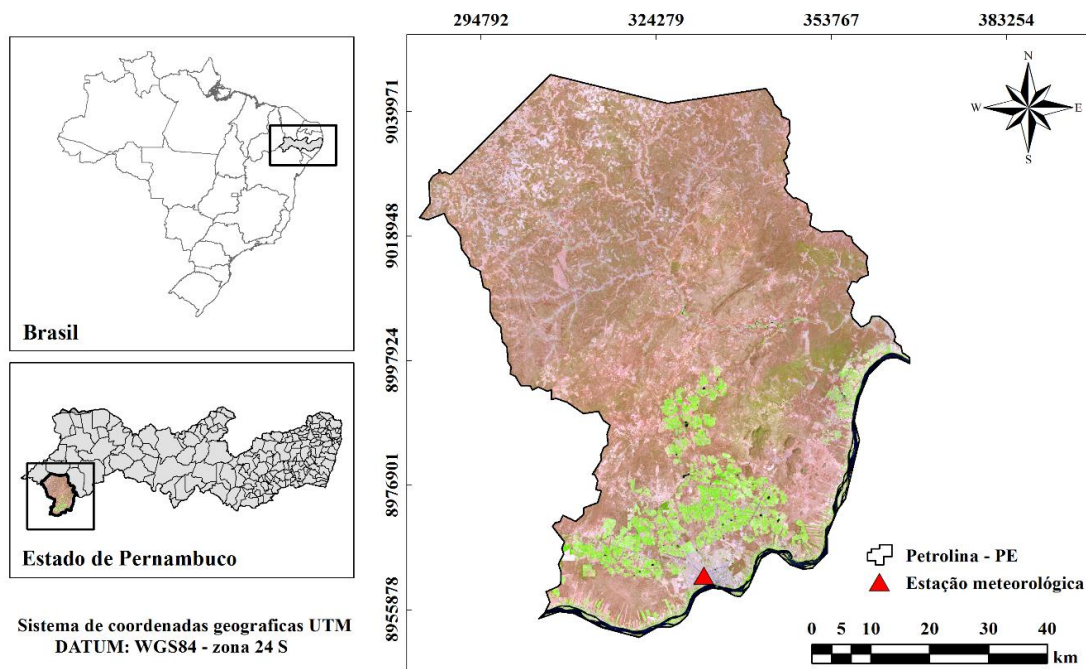 294792 324279 353767 383254
9039971
9018948
8997924
8976901
8955878
N
W E
S
Brasil
Estado de Pernambuco
Sistema de coordenadas geograficas UTM
DATUM: WGS84 - zona 24 S
Petrolina - PE
Estação meteorológica
0 5 10 20 30 40
km